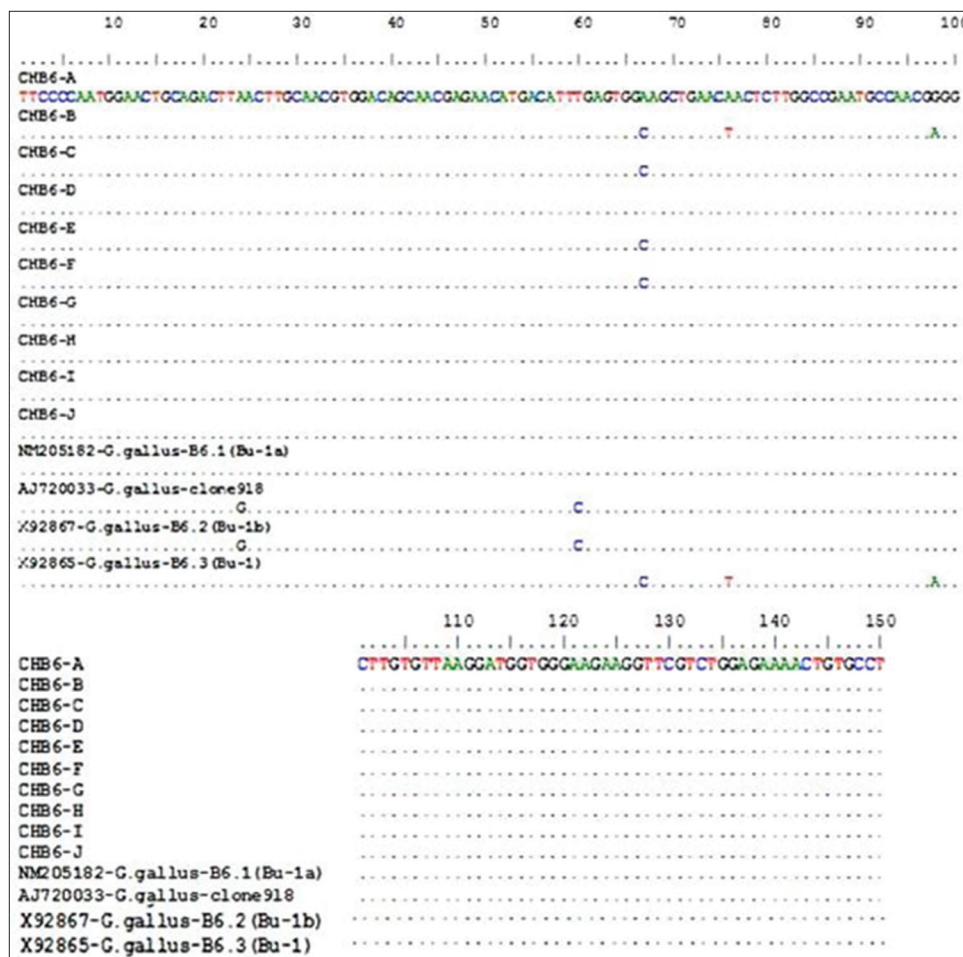 10 20 30 40 50 60 70 80 90 100
CHB6-A
TTCCCCAATGGAACTGCAGACTTAACTTGCAACGTGGACAGCAACGAGAACATGACATTTGAGTGGAAGCTGAACAACTCTTGGCCGAATGCCAACGGGG
CHB6-B
C T A
CHB6-C
C
CHB6-D
CHB6-E
C
CHB6-F
C
CHB6-G
CHB6-H
CHB6-I
CHB6-J
NM205182-G.gallus-B6.1(Bu-1a)
AJ720033-G.gallus-clone918
G C
X92867-G.gallus-B6.2(Bu-1b)
G C
X92865-G.gallus-B6.3(Bu-1)
C T A
110 120 130 140 150
CHB6-A CTTGTGTTAAGGATGGTGGGAAGAAGGTTCGTCTGGAGAAAACTGTGCCT
CHB6-B
CHB6-C
CHB6-D
CHB6-E
CHB6-F
CHB6-G
CHB6-H
CHB6-I
CHB6-J
NM205182-G.gallus-B6.1(Bu-1a)
AJ720033-G.gallus-clone918
X92867-G.gallus-B6.2(Bu-1b)
X92865-G.gallus-B6.3(Bu-1)